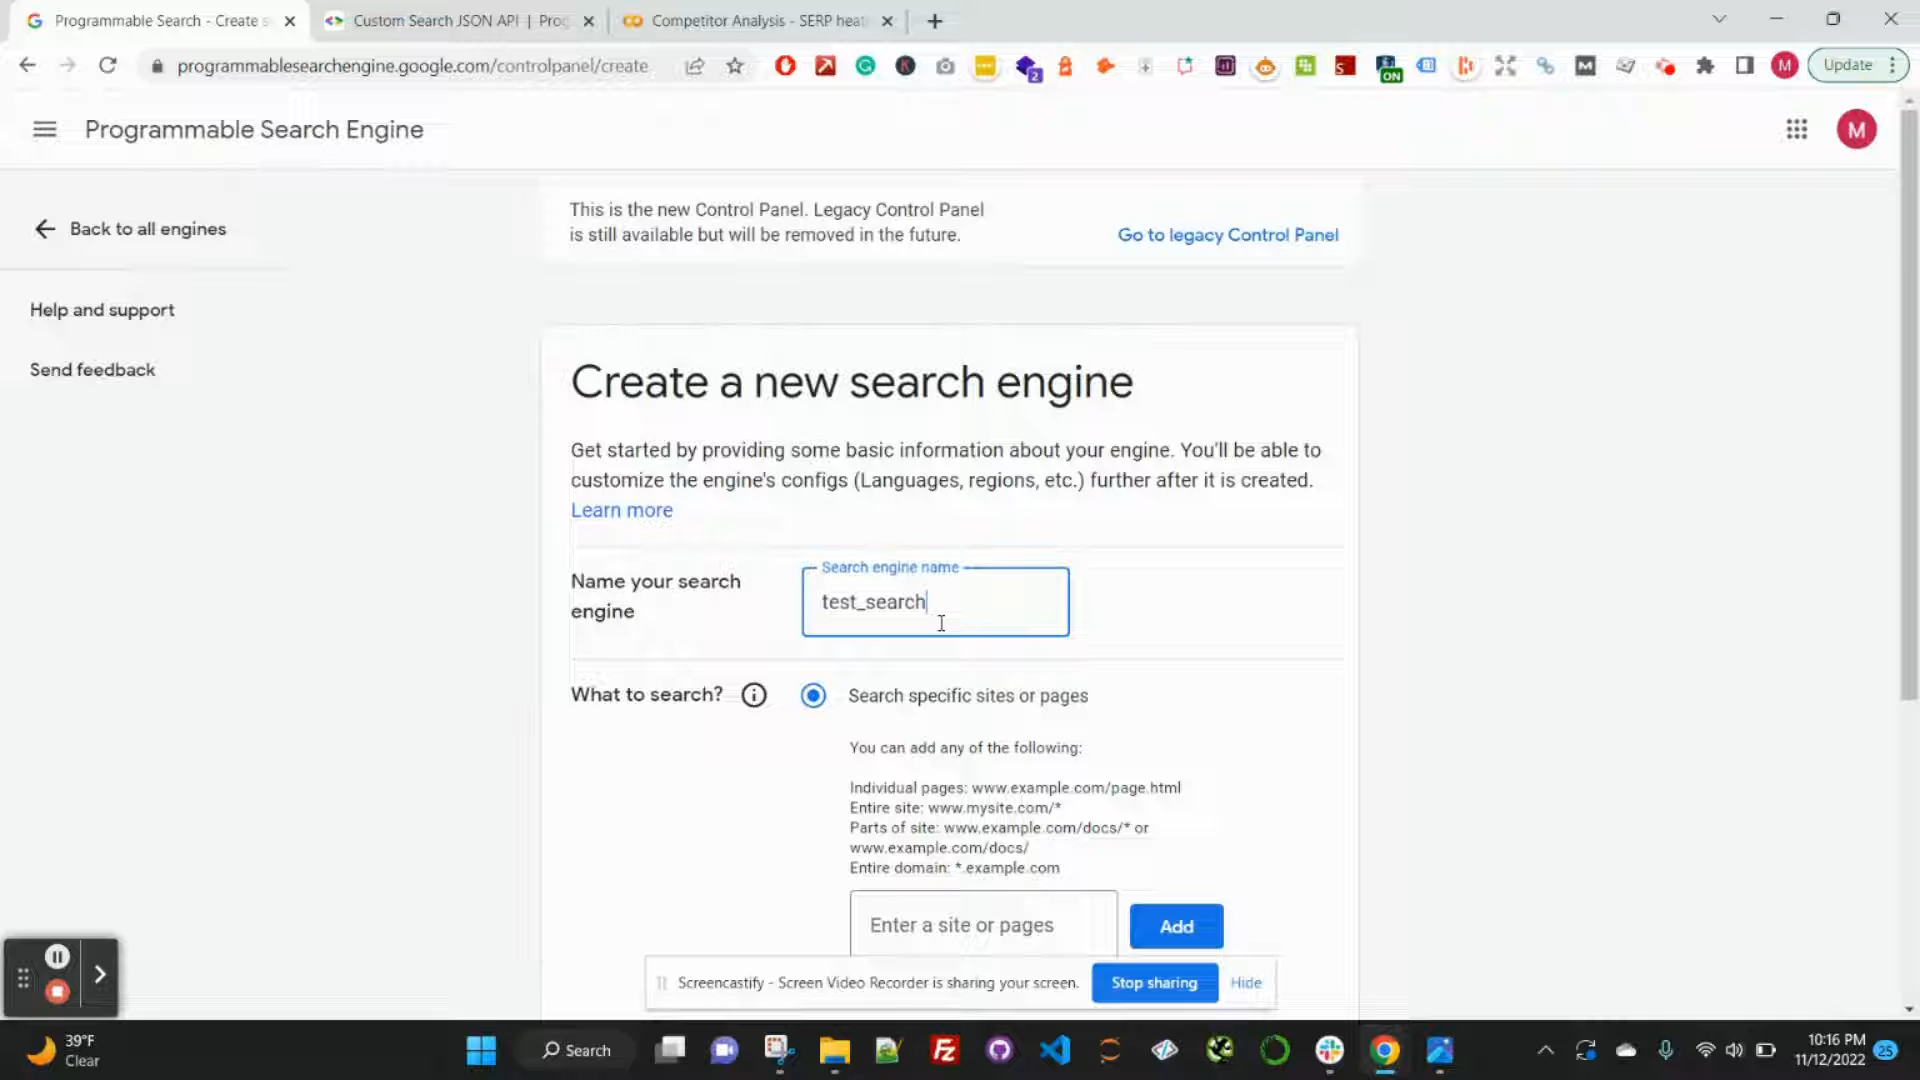 Programmable Search - Create s
Custom Search JSON API | Prog
Competitor Analysis - SERP heat
programmablesearchengine.google.com/controlpanel/create
2
ON
M
Update
Programmable Search Engine
M
Back to all engines
Help and support
Send feedback
This is the new Control Panel. Legacy Control Panel
is still available but will be removed in the future.
Go to legacy Control Panel
Create a new search engine
Get started by providing some basic information about your engine. You'll be able to
customize the engine's configs (Languages, regions, etc.) further after it is created.
Learn more
Name your search
engine
Search engine name
test_search
What to search?
Search specific sites or pages
You can add any of the following:
Individual pages: www.example.com/page.html
Entire site: www.mysite.com/*
Parts of site: www.example.com/docs/* or
www.example.com/docs/
Entire domain: *.example.com
Enter a site or pages
Add
Screencastify - Screen Video Recorder is sharing your screen.
Stop sharing
Hide
39°F
Clear
Search
10:16 PM
11/12/2022
25